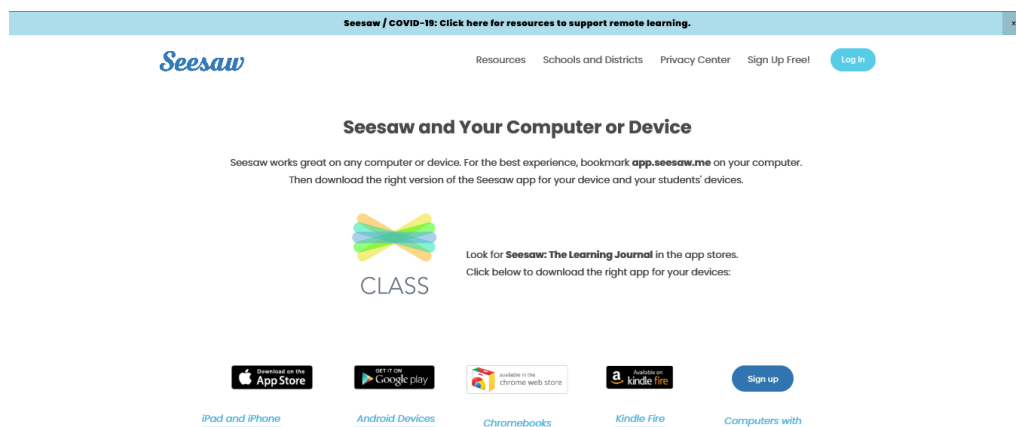 Seesaw / COVID-19: Click here for resources to support remote learning.
×
Seesaw
Resources Schools and Districts Privacy Center Sign Up Free! Log In
Seesaw and Your Computer or Device
Seesaw works great on any computer or device. For the best experience, bookmark app.seesaw.me on your computer.
Then download the right version of the Seesaw app for your device and your students' devices.
CLASS
Look for Seesaw: The Learning Journal in the app stores.
Click below to download the right app for your devices:
Download on the
App Store
GET IT ON
Google play
Available in the
chrome web store
Available on
a kindle fire
Sign up
iPad and iPhone Android Devices Chromebooks Kindle Fire Computers with